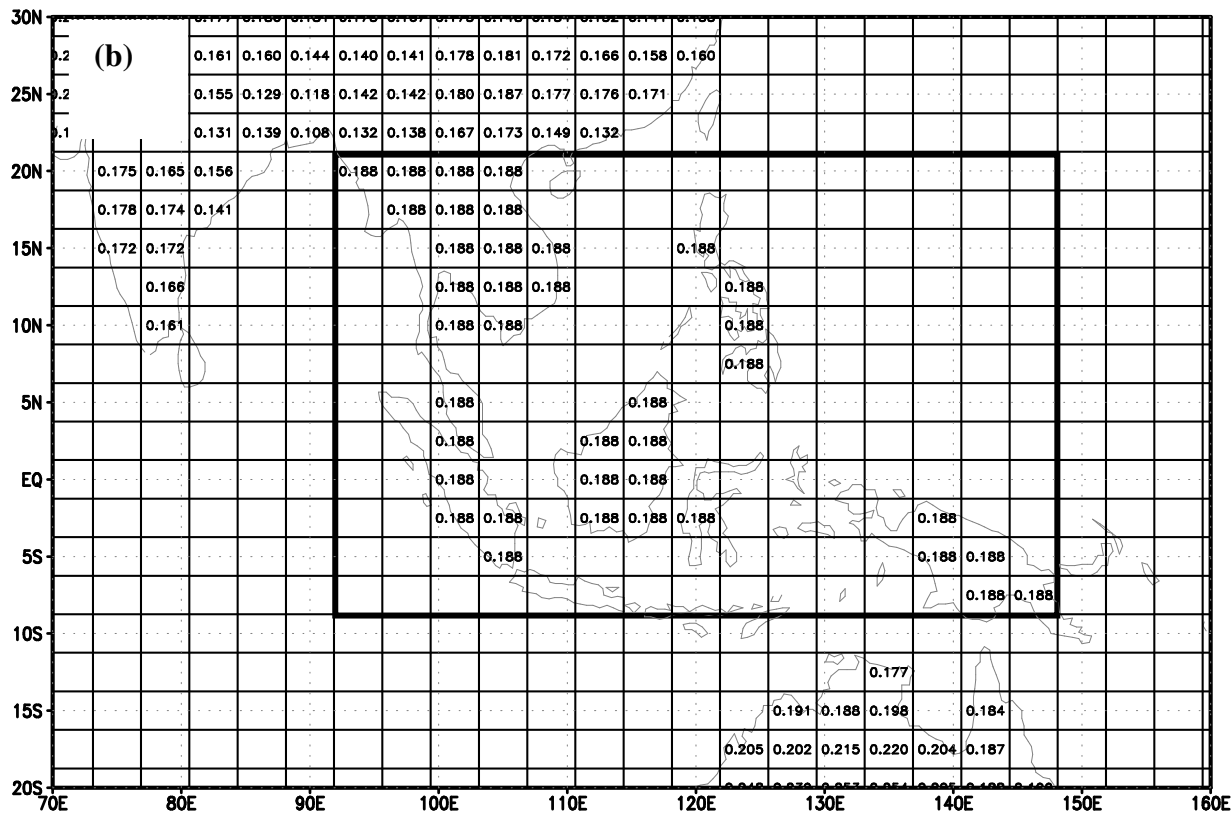 30N
(b) 0.161 0.160 0.144 0.140 0.141 0.178 0.181 0.172 0.166 0.158 0.160
25N 0.155 0.129 0.118 0.142 0.142 0.180 0.187 0.177 0.176 0.171
0.131 0.139 0.108 0.132 0.138 0.167 0.173 0.149 0.132
20N 0.175 0.165 0.156 0.188 0.188 0.188 0.188
0.178 0.174 0.141 0.188 0.188 0.188
15N 0.172 0.172 0.188 0.188 0.188 0.188
0.166 0.188 0.188 0.188 0.188
10N 0.161 0.188 0.188 0.188
0.188
5N 0.188 0.188
0.188 0.188 0.188
EQ 0.188 0.188 0.188
0.188 0.188 0.188 0.188 0.188 0.188
5S 0.188 0.188 0.188
0.188 0.188
10S
0.177
15S 0.191 0.188 0.198 0.184
0.205 0.202 0.215 0.220 0.204 0.187
20S
70E 80E 90E 100E 110E 120E 130E 140E 150E 160E